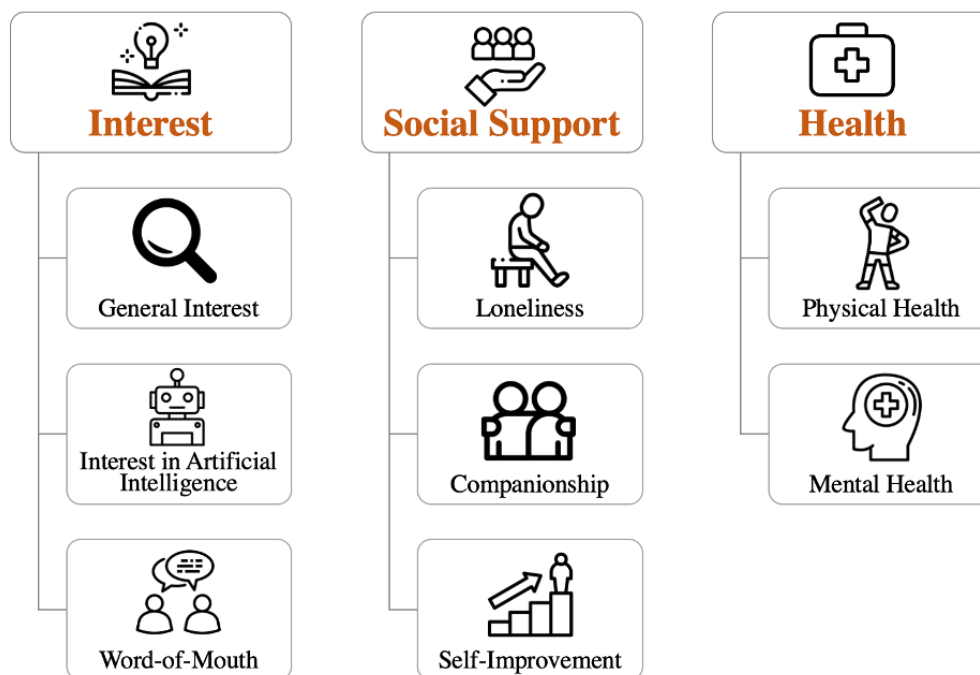 Interest
General Interest
Interest in Artificial
Intelligence
Word-of-Mouth
Social Support
Loneliness
Companionship
Self-Improvement
Health
Physical Health
Mental Health